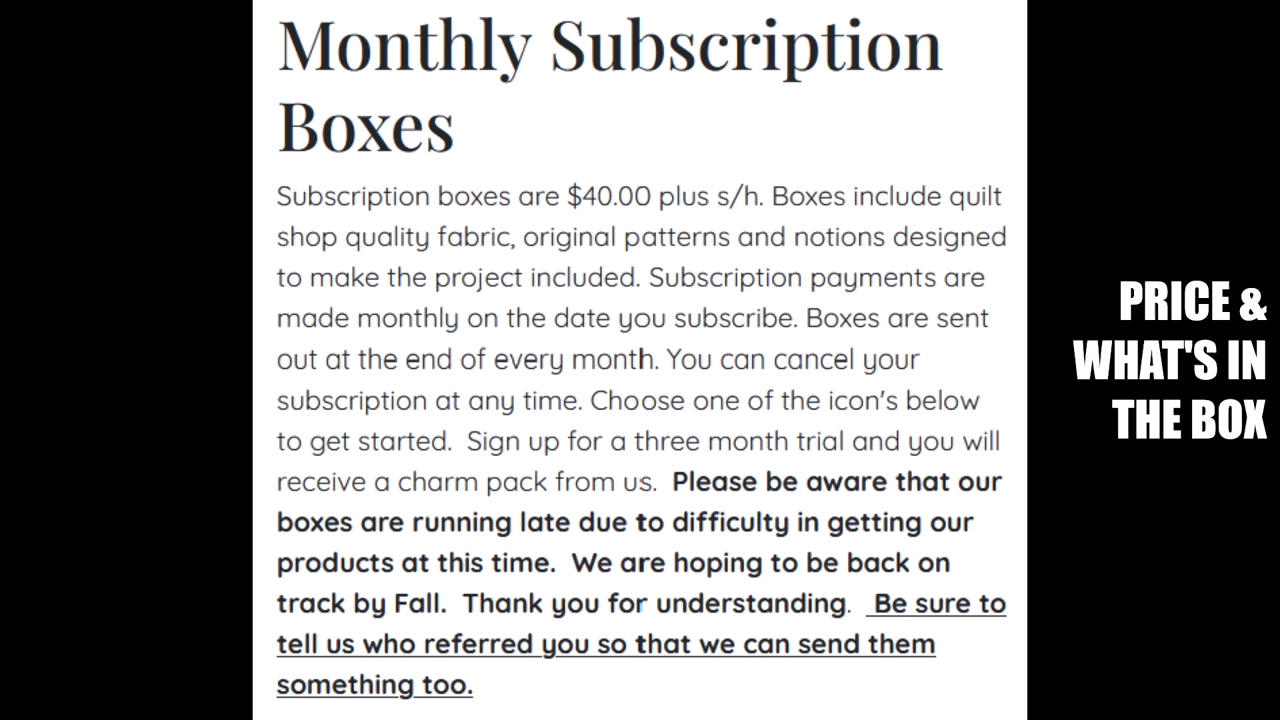 Monthly Subscription
Boxes
Subscription boxes are $40.00 plus s/h. Boxes include quilt
shop quality fabric, original patterns and notions designed
to make the project included. Subscription payments are
made monthly on the date you subscribe. Boxes are sent
out at the end of every month. You can cancel your
subscription at any time. Choose one of the icon's below
to get started. Sign up for a three month trial and you will
receive a charm pack from us. Please be aware that our
boxes are running late due to difficulty in getting our
products at this time. We are hoping to be back on
track by Fall. Thank you for understanding. Be sure to
tell us who referred you so that we can send them
something too.
PRICE &
WHAT'S IN
THE BOX